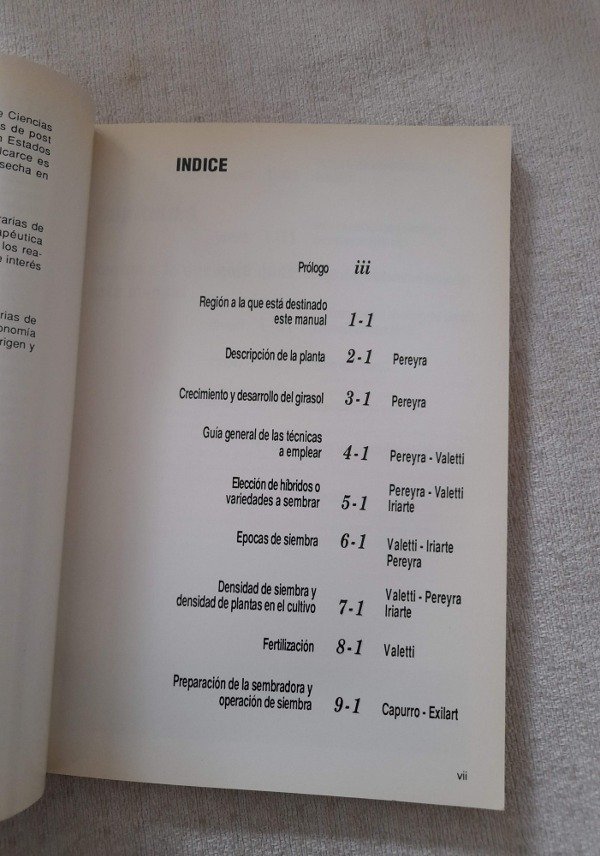 e Ciencias
s de post
n Estados
lcarce es
secha en
arias de
apéutica
los rea-
e interés
rias de
onomía
rigen y
INDICE
Prólogo iii
Región a la que está destinado
este manual 1-1
Descripción de la planta 2-1 Pereyra
Crecimiento y desarrollo del girasol 3-1 Pereyra
Guía general de las técnicas
a emplear 4-1 Pereyra - Valetti
Elección de híbridos o
variedades a sembrar 5-1 Pereyra - Valetti
Iriarte
Epocas de siembra 6-1 Valetti - Iriarte
Pereyra
Densidad de siembra y
densidad de plantas en el cultivo 7-1 Valetti - Pereyra
Iriarte
Fertilización 8-1 Valetti
Preparación de la sembradora y
operación de siembra 9-1 Capurro - Exilart
vii